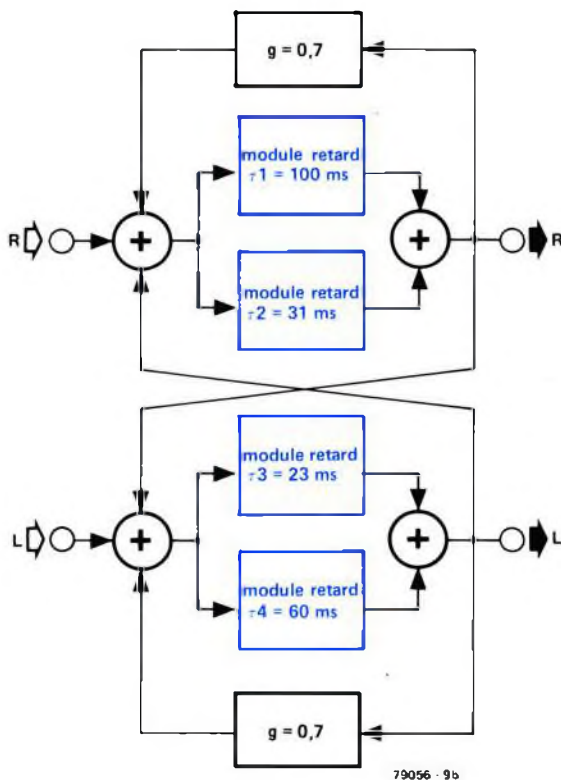 g = 0,7
module retard
τ1 = 100 ms
R
+
+
R
module retard
τ2 = 31 ms
module retard
τ3 = 23 ms
L
+
+
L
module retard
τ4 = 60 ms
g = 0,7
79056 - 9b